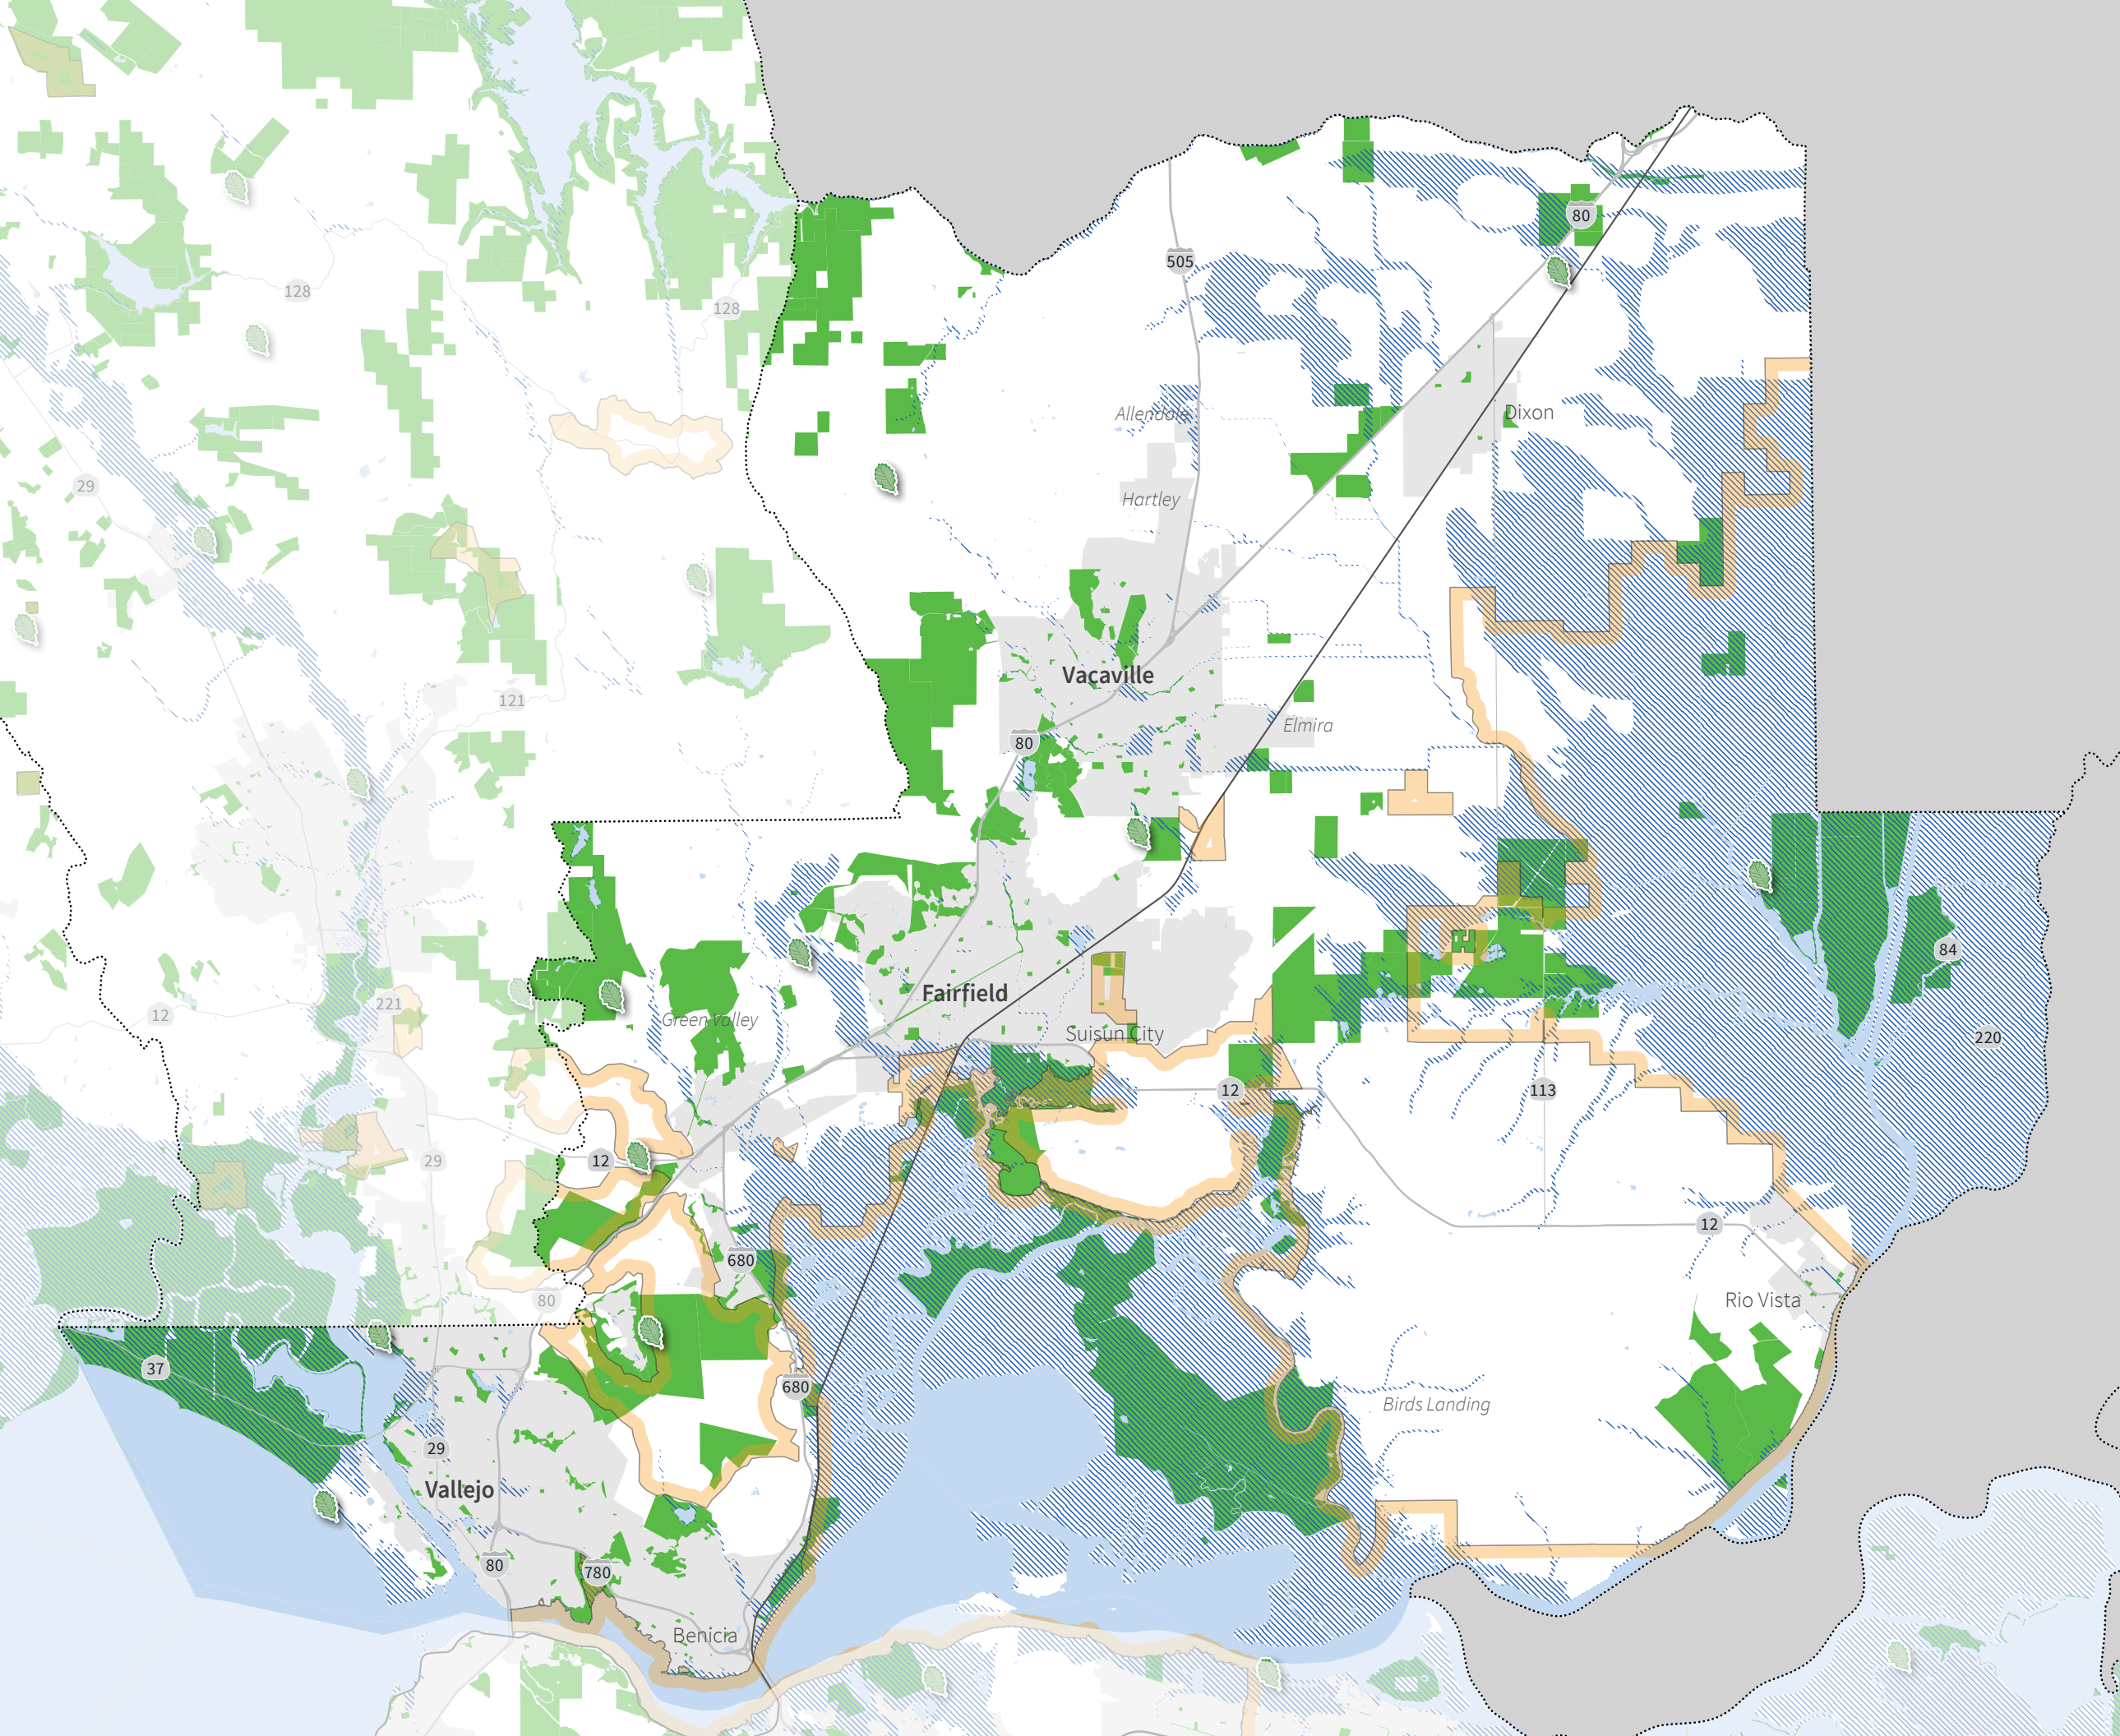 80
505
128
128
Allendale
Dixon
29
Hartley
Vacaville
121
Elmira
80
84
Fairfield
221
12
Green Valley
Suisun City
220
12
113
12
29
12
680
80
Rio Vista
37
680
Birds Landing
29
Vallejo
80
780
Benicia